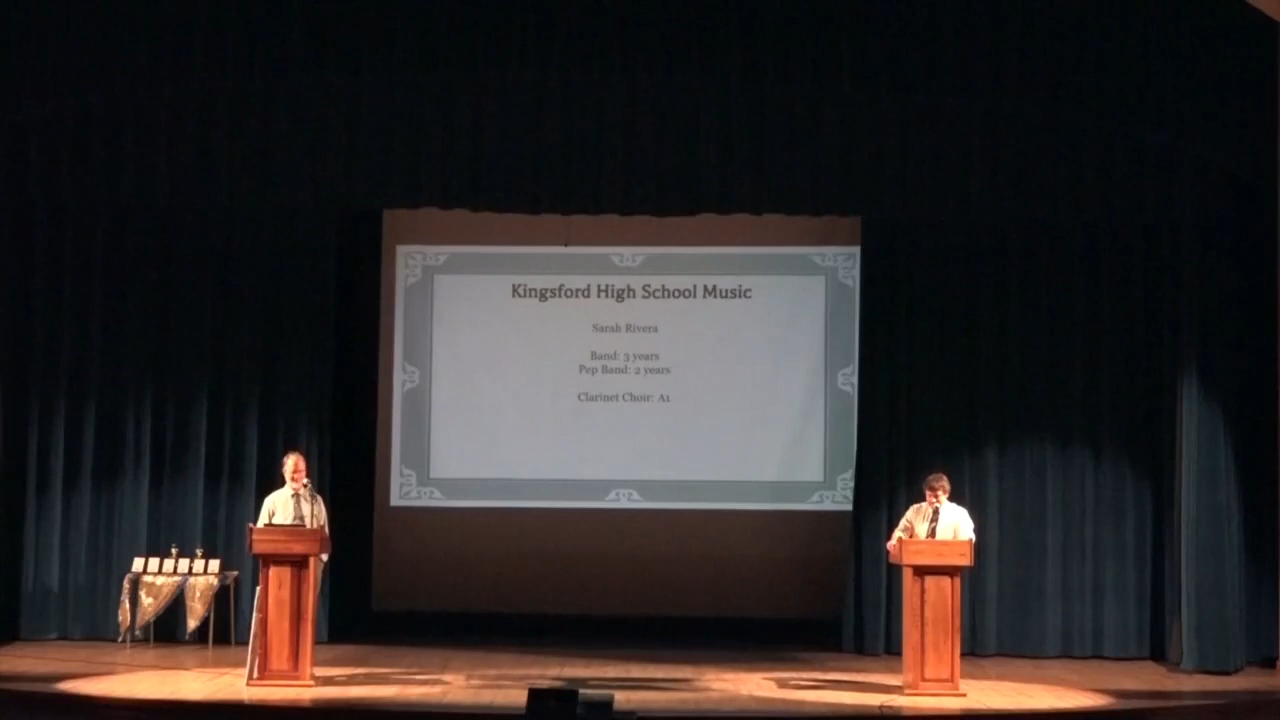 Kingsford High School Music
Sarah Rivera
Band: 3 years
Pep Band: 2 years
Clarinet Choir: A1